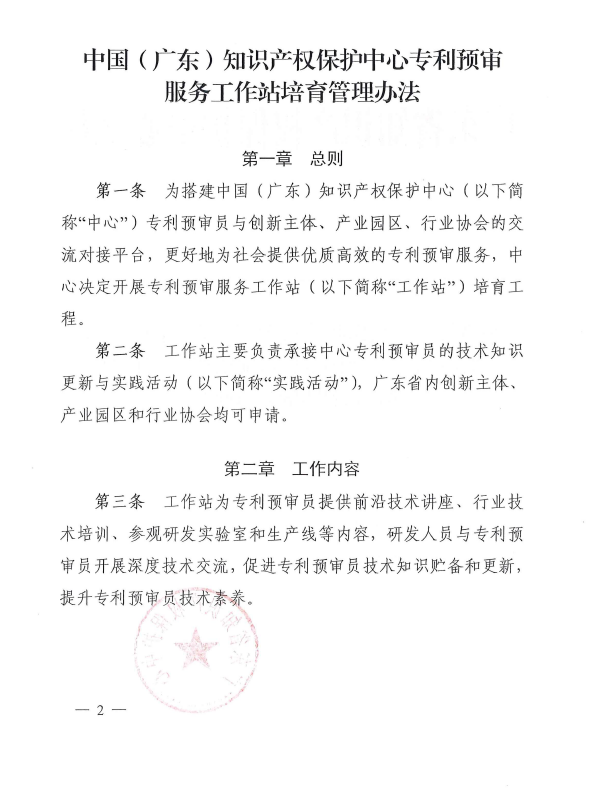 中国（广东）知识产权保护中心专利预审
服务工作站培育管理办法
第一章　总则
第一条　为搭建中国（广东）知识产权保护中心（以下简
称“中心”）专利预审员与创新主体、产业园区、行业协会的交
流对接平台，更好地为社会提供优质高效的专利预审服务，中
心决定开展专利预审服务工作站（以下简称“工作站”）培育工
程。
第二条　工作站主要负责承接中心专利预审员的技术知识
更新与实践活动（以下简称“实践活动”），广东省内创新主体、
产业园区和行业协会均可申请。
第二章　工作内容
第三条　工作站为专利预审员提供前沿技术讲座、行业技
术培训、参观研发实验室和生产线等内容，研发人员与专利预
审员开展深度技术交流，促进专利预审员技术知识贮备和更新，
提升专利预审员技术素养。
— 2 —